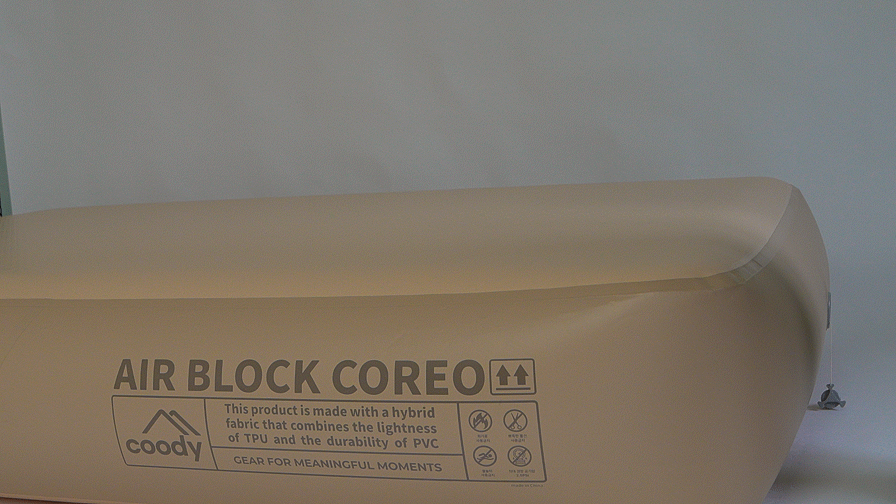 AIR BLOCK COREO
coody
This product is made with a hybrid
fabric that combines the lightness
of TPU and the durability of PVC
GEAR FOR MEANINGFUL MOMENTS